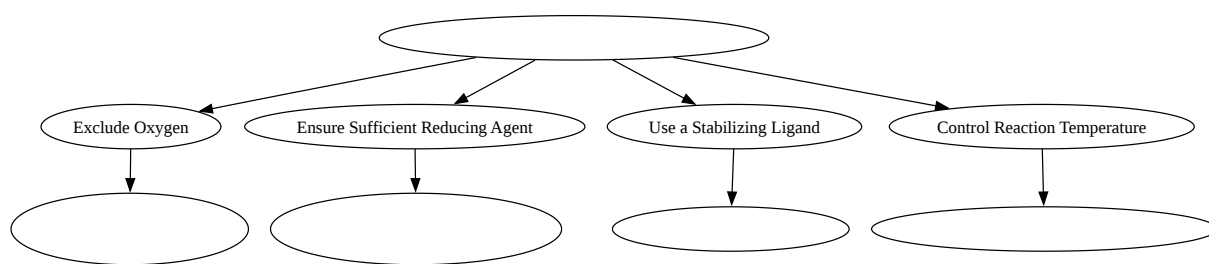 Exclude Oxygen
Ensure Sufficient Reducing Agent
Use a Stabilizing Ligand
Control Reaction Temperature